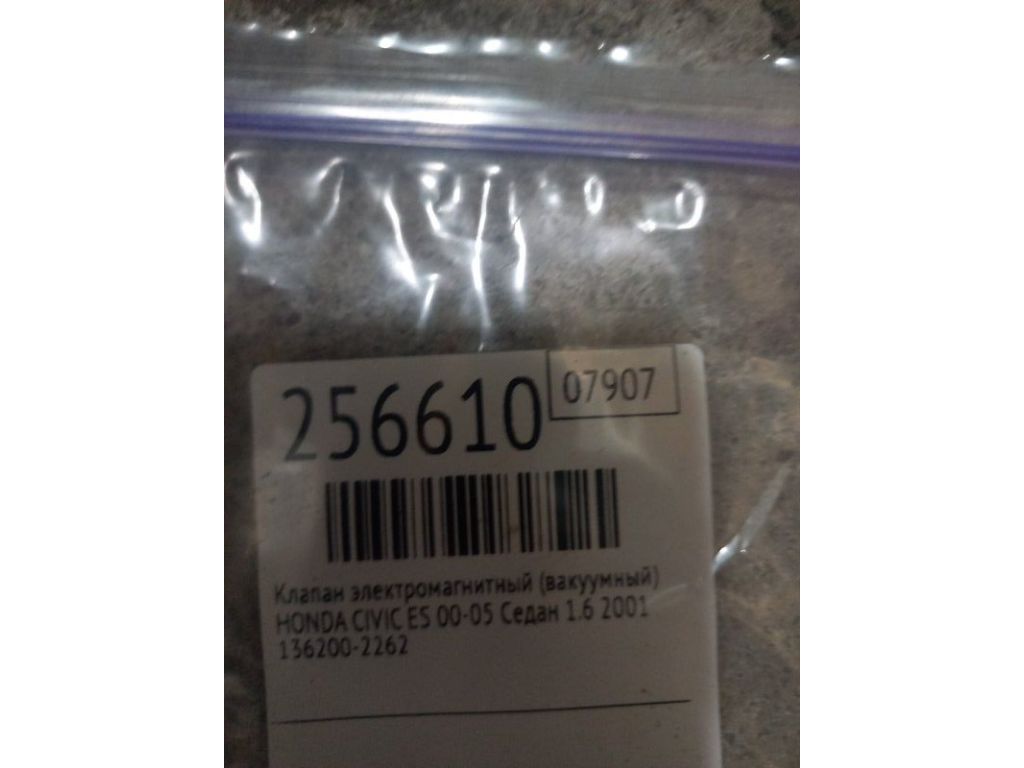 256610
07907
Клапан электромагнитный (вакуумный)
HONDA CIVIC ES 00-05 Седан 1.6 2001
136200-2262